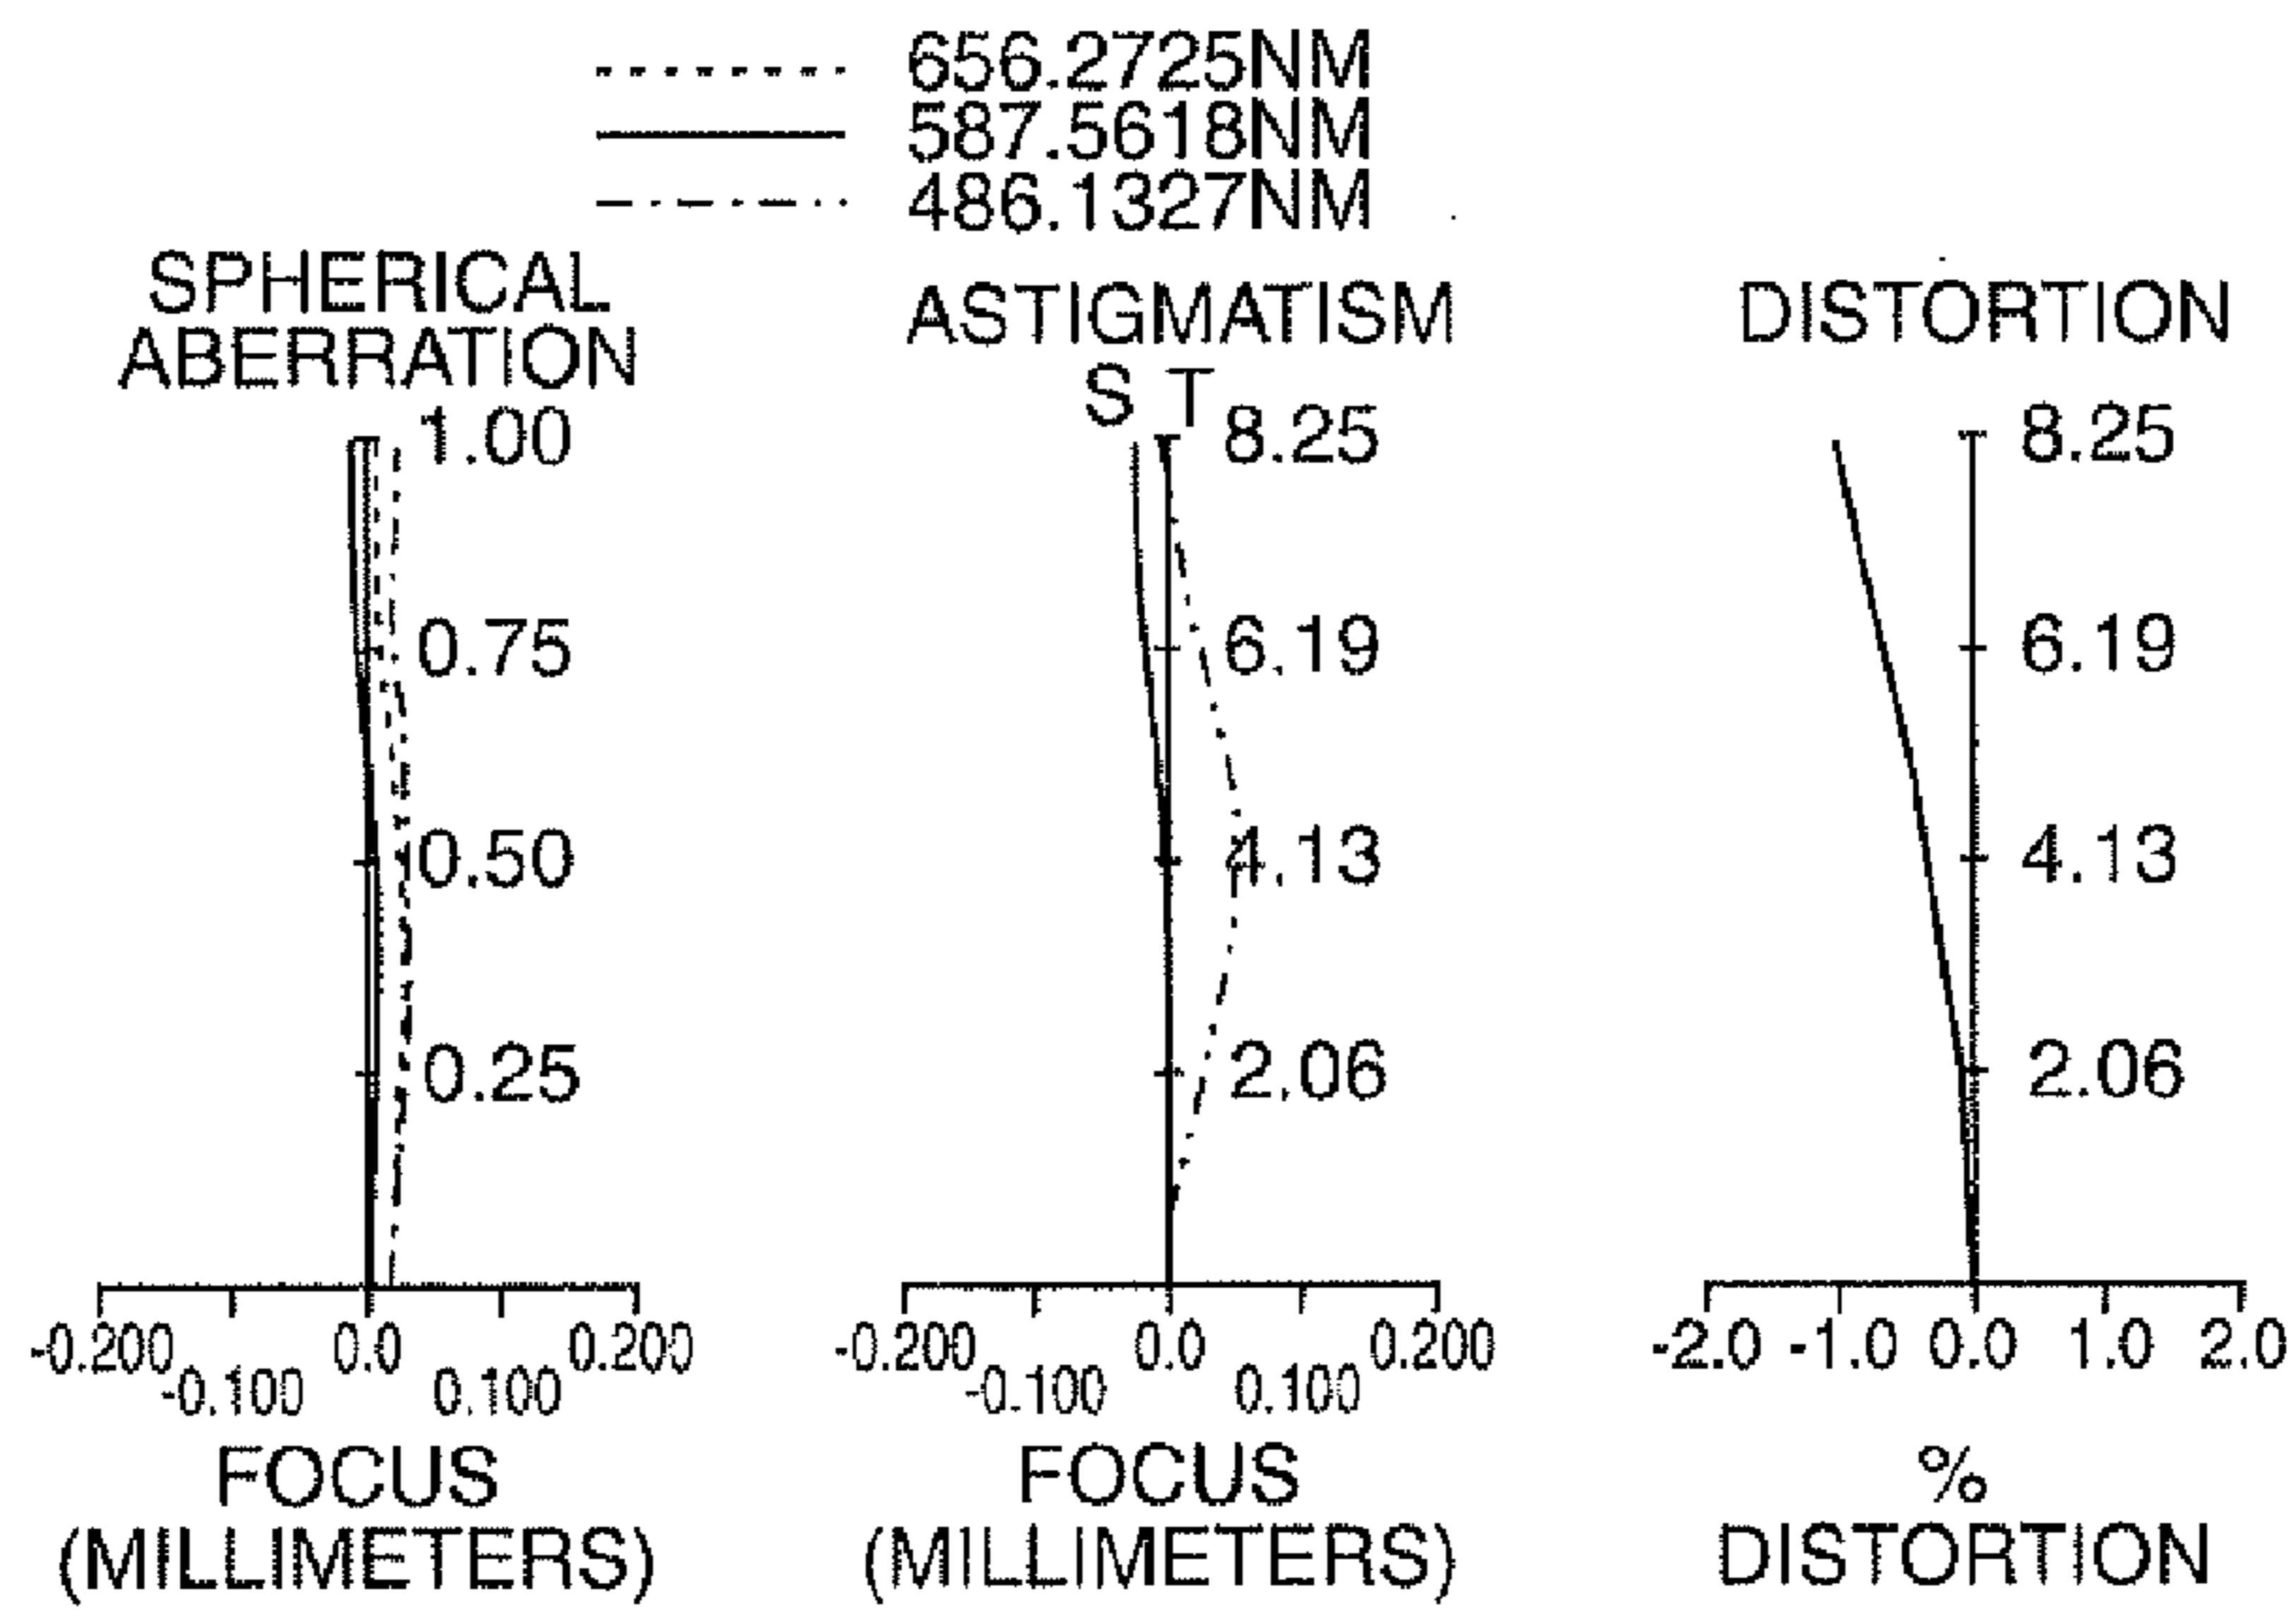 656.2725NM
587.5618NM
486.1327NM
SPHERICAL
ABERRATION
1.00
0.75
0.50
0.25
-0.200
-0.100
0.0
0.100
0.200
FOCUS
(MILLIMETERS)
ASTIGMATISM
S T
8.25
6.19
4.13
2.06
-0.200
-0.100
0.0
0.100
0.200
FOCUS
(MILLIMETERS)
DISTORTION
8.25
6.19
4.13
2.06
-2.0 -1.0 0.0 1.0 2.0
%
DISTORTION